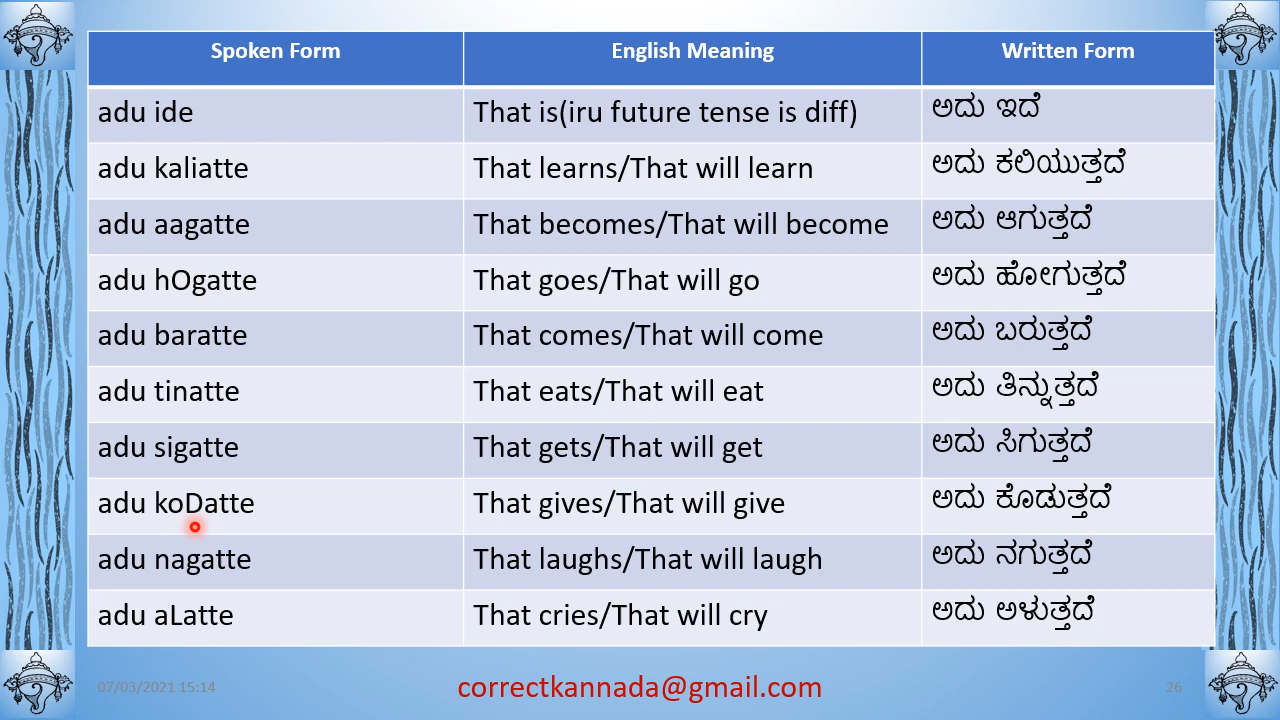 Spoken Form English Meaning Written Form
adu ide That is(iru future tense is diff) ಅದು ಇದೆ
adu kaliatte That learns/That will learn ಅದು ಕಲಿಯುತ್ತದೆ
adu aagatte That becomes/That will become ಅದು ಆಗುತ್ತದೆ
adu hOgatte That goes/That will go ಅದು ಹೋಗುತ್ತದೆ
adu baratte That comes/That will come ಅದು ಬರುತ್ತದೆ
adu tinatte That eats/That will eat ಅದು ತಿನ್ನುತ್ತದೆ
adu sigatte That gets/That will get ಅದು ಸಿಗುತ್ತದೆ
adu koDatte That gives/That will give ಅದು ಕೊಡುತ್ತದೆ
adu nagatte That laughs/That will laugh ಅದು ನಗುತ್ತದೆ
adu aLatte That cries/That will cry ಅದು ಅಳುತ್ತದೆ
07/03/2021 15:14 correctkannada@gmail.com 26